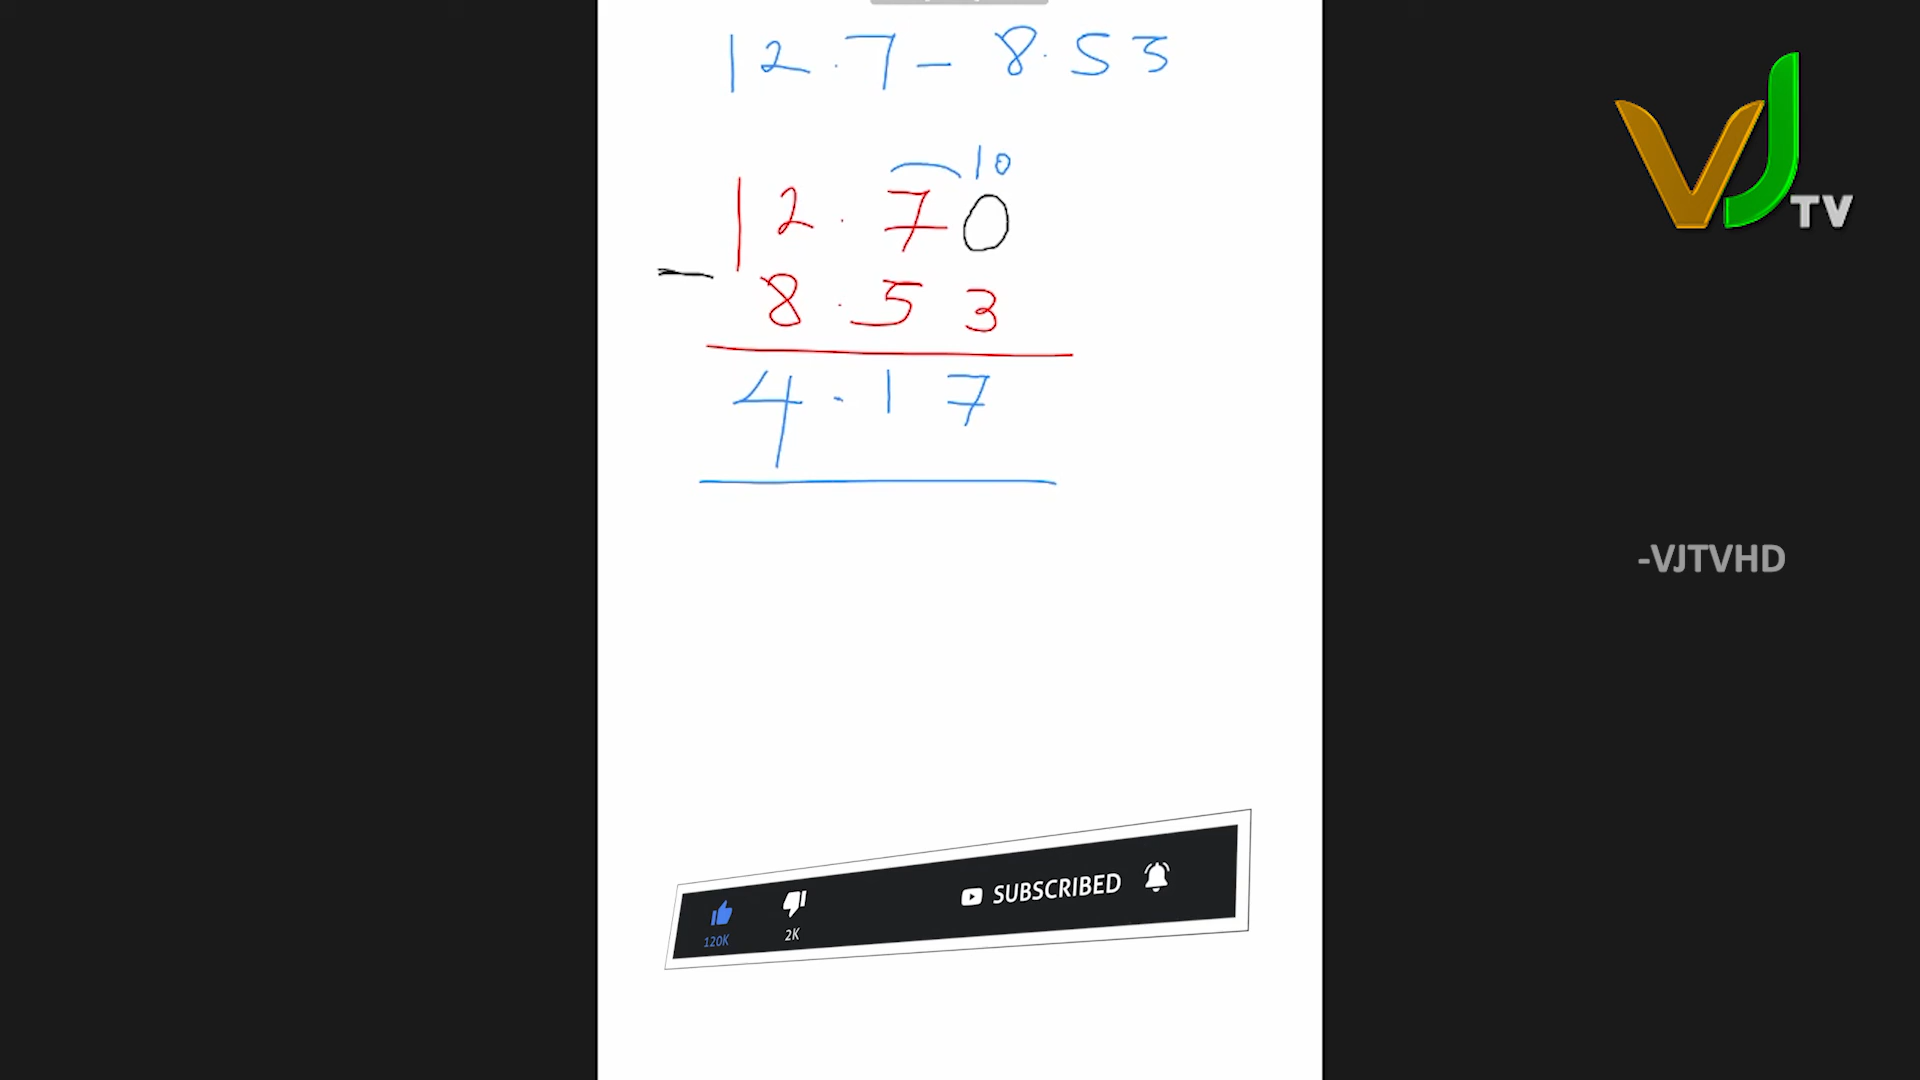 12.7 - 8.53
10
12.70
- 8.53
4.17
VJ TV
-VJTVHD
120K 2K SUBSCRIBED